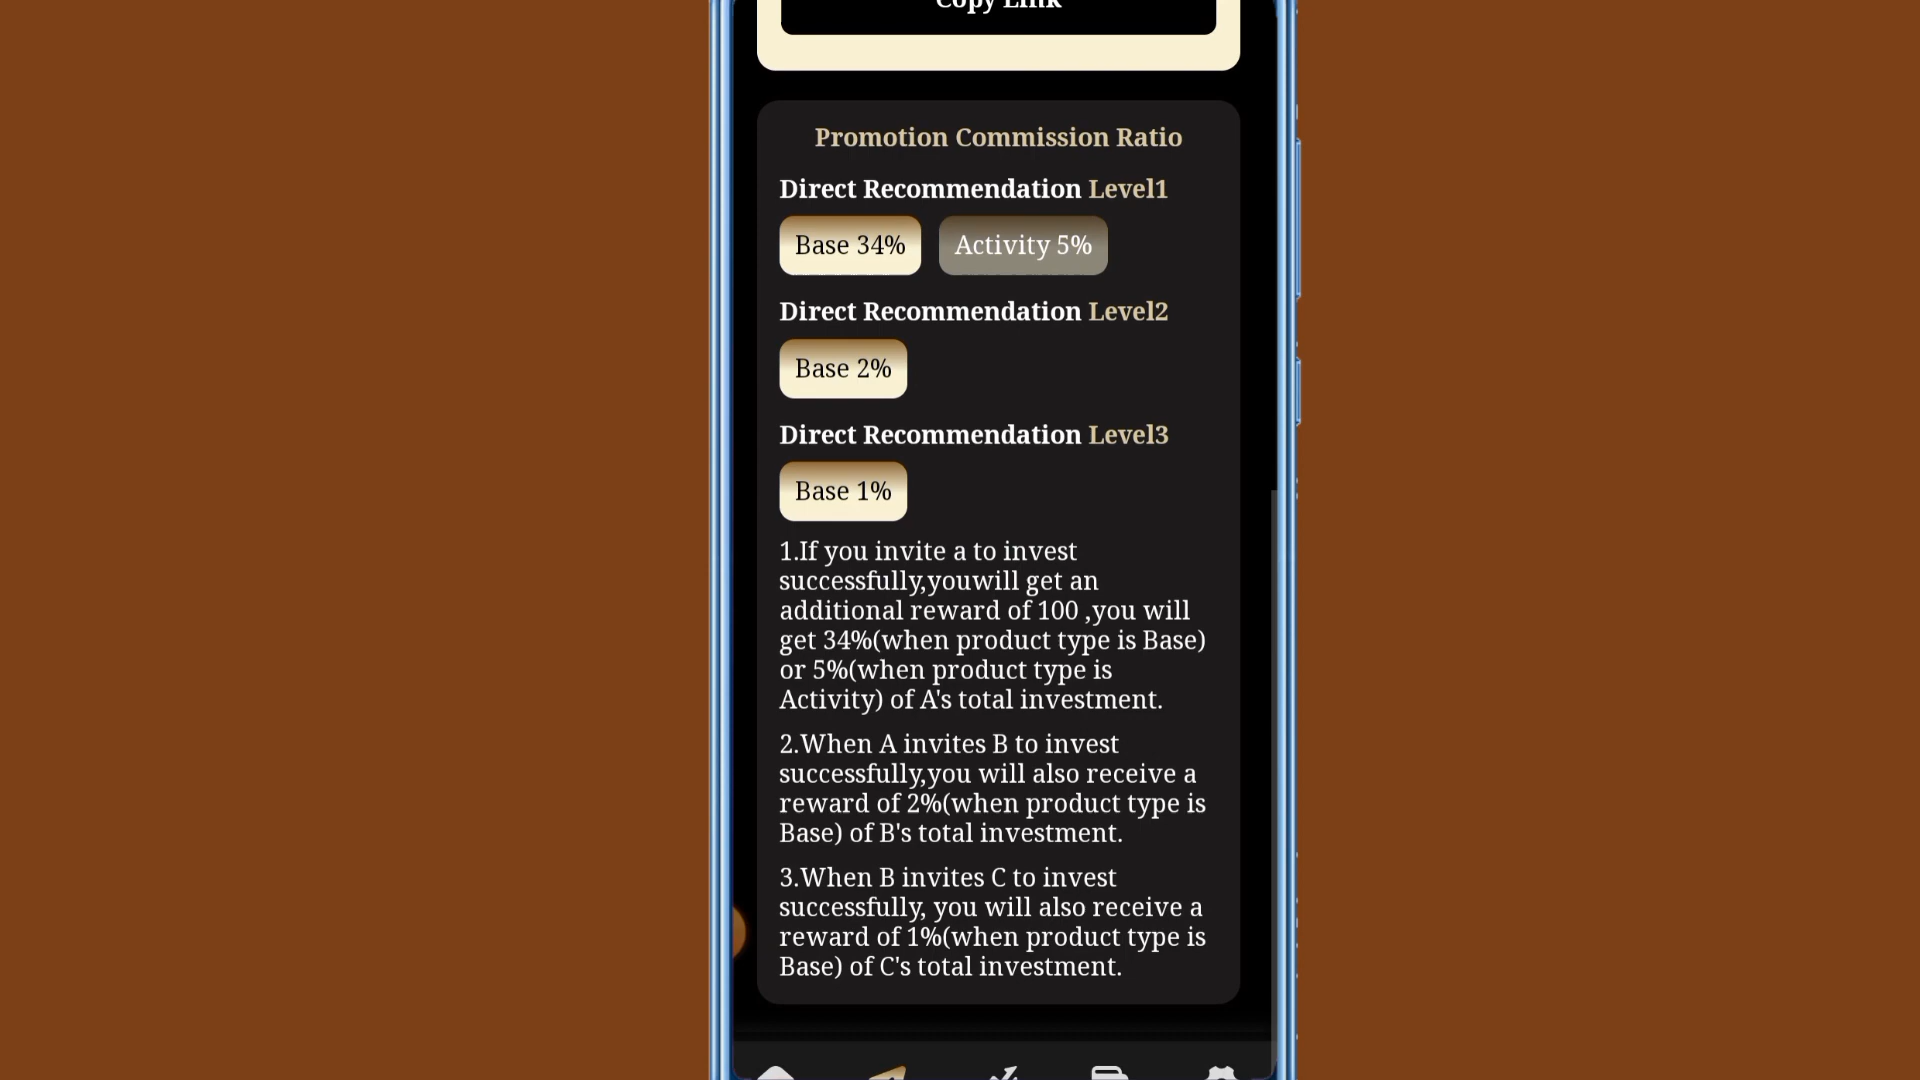 Copy Link
Promotion Commission Ratio
Direct Recommendation Level1
Base 34% Activity 5%
Direct Recommendation Level2
Base 2%
Direct Recommendation Level3
Base 1%
1.If you invite a to invest
successfully,youwill get an
additional reward of 100 ,you will
get 34%(when product type is Base)
or 5%(when product type is
Activity) of A's total investment.
2.When A invites B to invest
successfully,you will also receive a
reward of 2%(when product type is
Base) of B's total investment.
3.When B invites C to invest
successfully, you will also receive a
reward of 1%(when product type is
Base) of C's total investment.